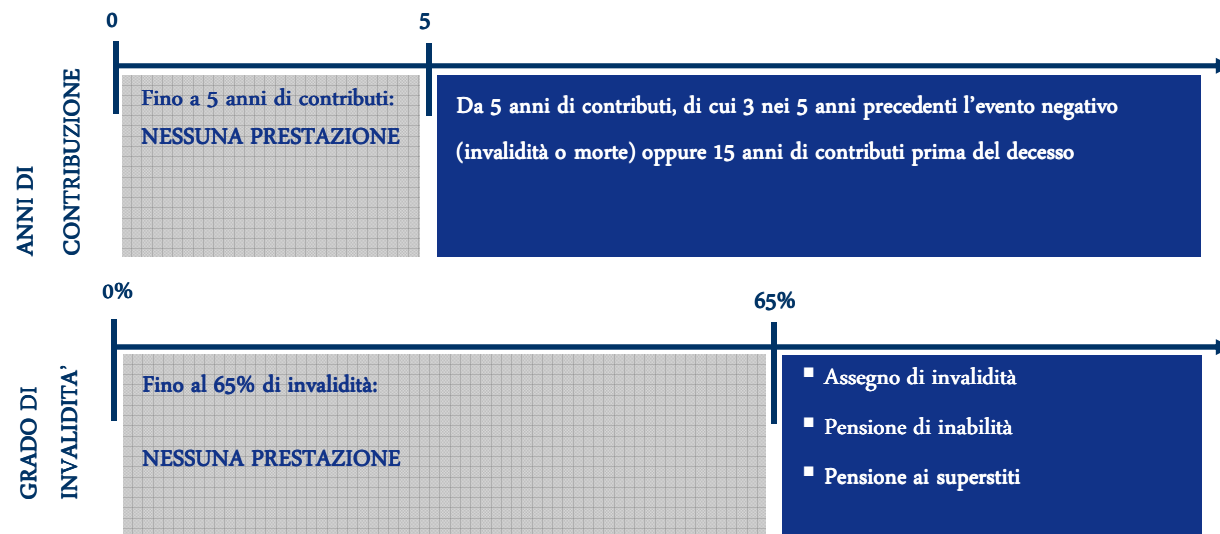 0
5
ANNI DI
CONTRIBUZIONE
Fino a 5 anni di contributi:
NESSUNA PRESTAZIONE
Da 5 anni di contributi, di cui 3 nei 5 anni precedenti l’evento negativo
(invalidità o morte) oppure 15 anni di contributi prima del decesso
0%
65%
GRADO DI
INVALIDITA’
Fino al 65% di invalidità:
NESSUNA PRESTAZIONE
▪ Assegno di invalidità
▪ Pensione di inabilità
▪ Pensione ai superstiti